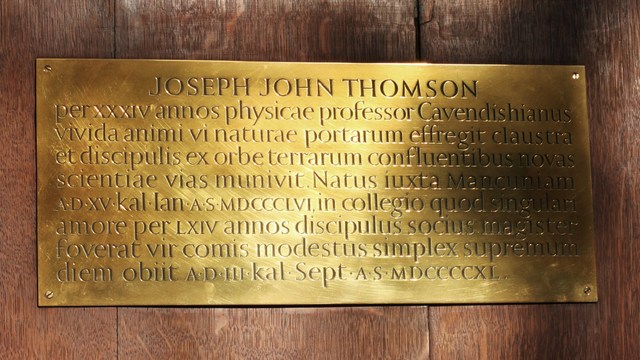 JOSEPH JOHN THOMSON
per XXXIV annos physicae professor Cavendishianus
vivida animi vi naturae portarum effregit claustra
et discipulis ex orbe terrarum confluentibus novas
scientiae vias munivit. Natus iuxta Mancuniam
A·D·XV·kal·Ian·A·S·MDCCCLVI, in collegio quod singulari
amore per LXIV annos discipulus socius magister
foverat vir comis modestus simplex supremum
diem obiit A·D·III·kal·Sept·A·S·MDCCCCXL.